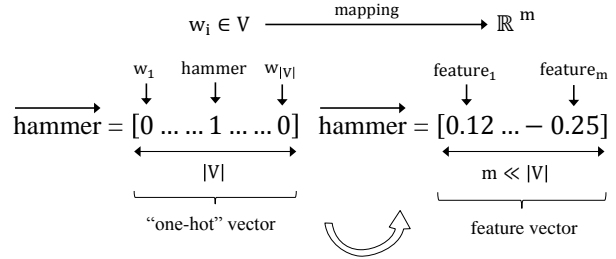 wᵢ ∈ V mapping ℝ ᵐ
w₁ hammer w|V| feature₁ featureₘ
hammer = [0 … … 1 … … 0] hammer = [0.12 … − 0.25]
|V| m ≪ |V|
“one-hot” vector feature vector